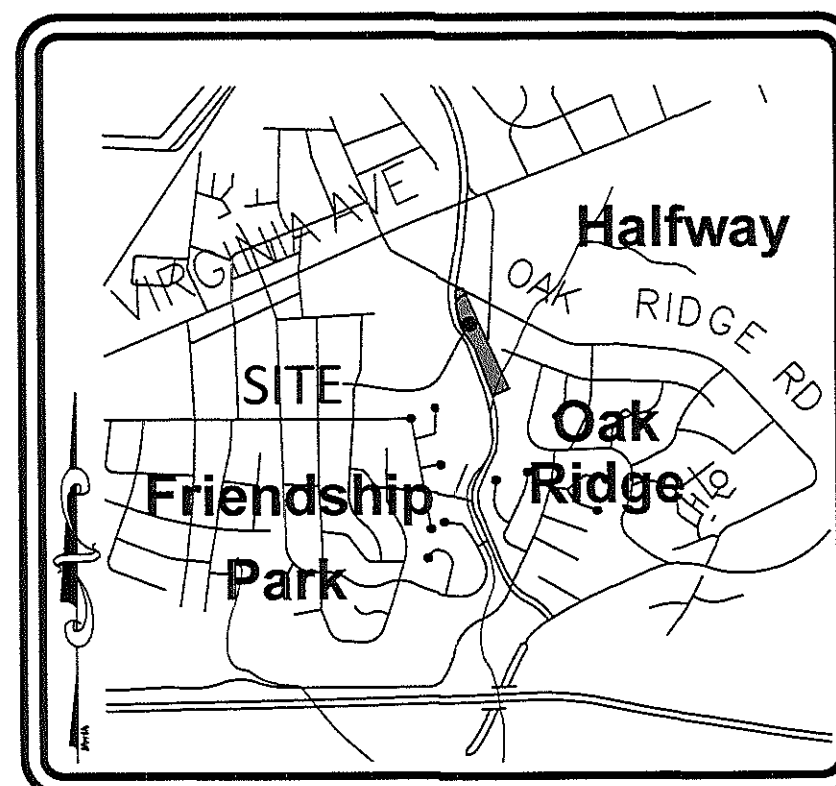 Halfway
VIRGINIA AVE
OAK RIDGE RD
SITE
Oak
Ridge
Friendship
Park